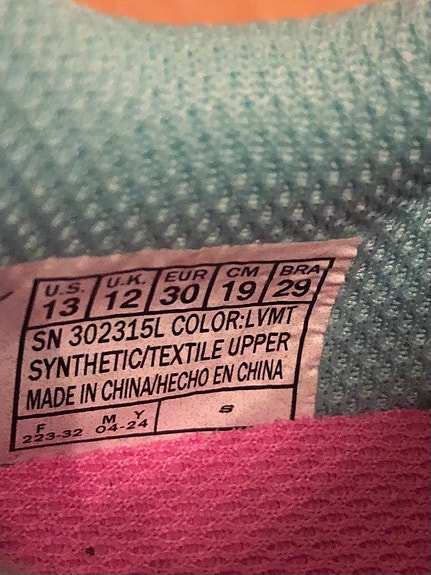 U.S. U.K. EUR CM BRA
13 12 30 19 29
SN 302315L COLOR:LVMT
SYNTHETIC/TEXTILE UPPER
MADE IN CHINA/HECHO EN CHINA
F M Y S
223-32 04-24